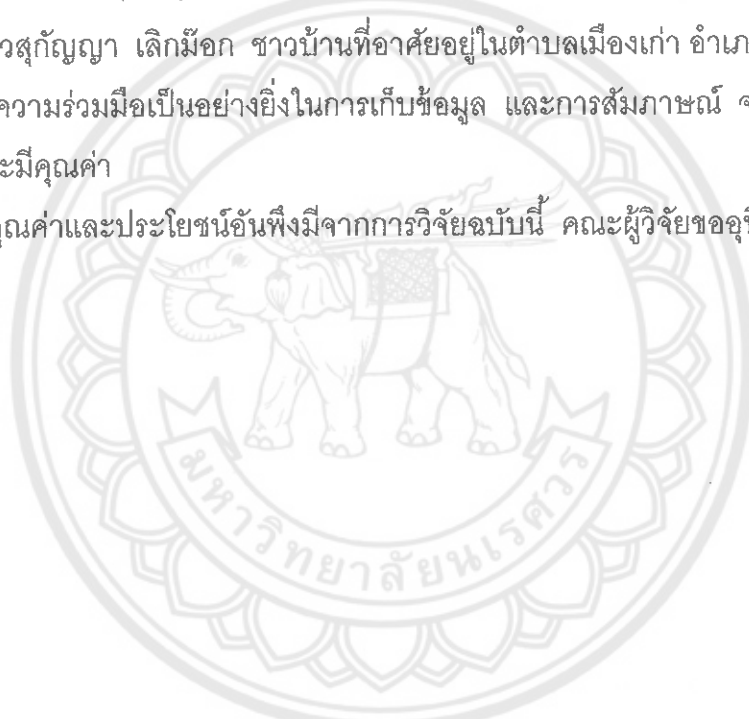 วสุกัญญา เลิกม๊อก ชาวบ้านที่อาศัยอยู่ในตำบลเมืองเก่า อำเภ
ความร่วมมือเป็นอย่างยิ่งในการเก็บข้อมูล และการสัมภาษณ์ จ
ะมีคุณค่า
ุณค่าและประโยชน์อันพึงมีจากการวิจัยฉบับนี้ คณะผู้วิจัยขออุ
มหาวิทยาลัยนเรศวร